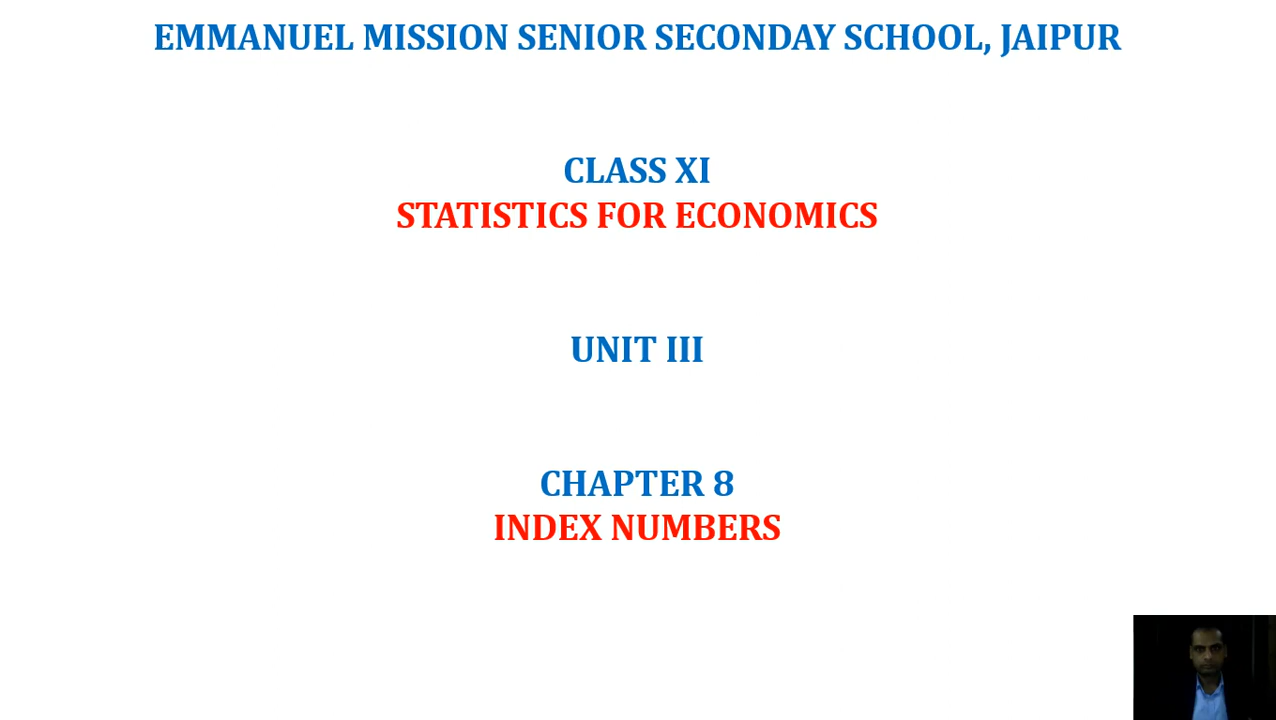 EMMANUEL MISSION SENIOR SECONDAY SCHOOL, JAIPUR
CLASS XI
STATISTICS FOR ECONOMICS
UNIT III
CHAPTER 8
INDEX NUMBERS